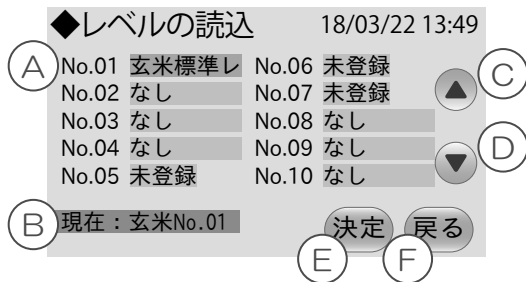 ◆レベルの読込 18/03/22 13:49
A No.01 玄米標準レ No.06 未登録 C
No.02 なし No.07 未登録
No.03 なし No.08 なし
No.04 なし No.09 なし D
No.05 未登録 No.10 なし
B 現在：玄米No.01 決定 戻る
E F